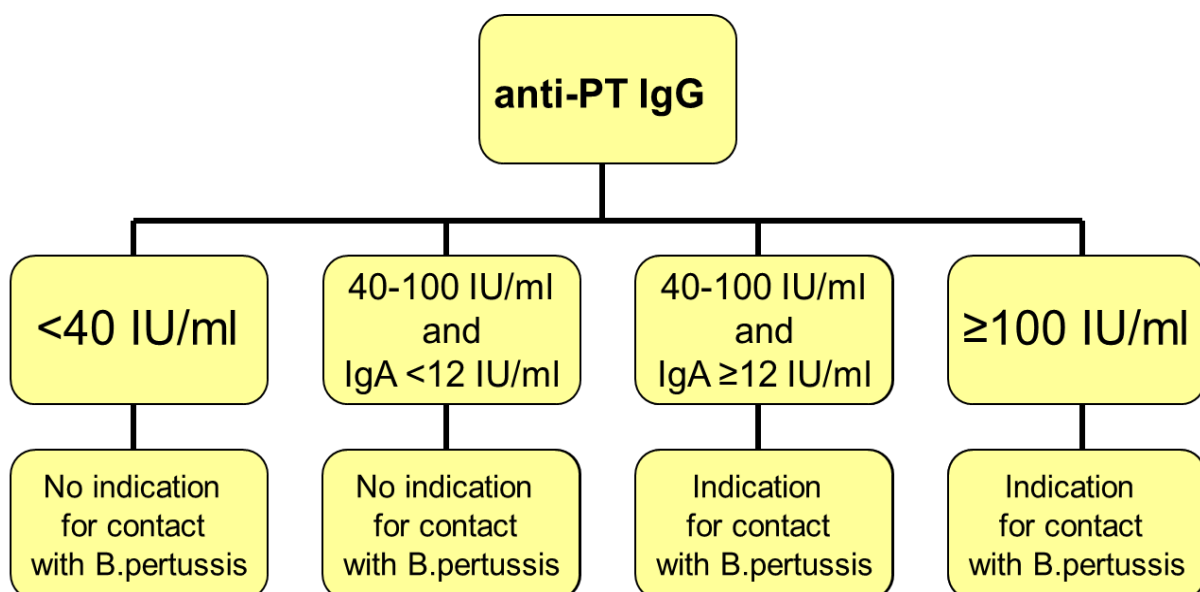 anti-PT IgG
<40 IU/ml
40-100 IU/ml
and
IgA <12 IU/ml
40-100 IU/ml
and
IgA ≥12 IU/ml
≥100 IU/ml
No indication
for contact
with B.pertussis
No indication
for contact
with B.pertussis
Indication
for contact
with B.pertussis
Indication
for contact
with B.pertussis